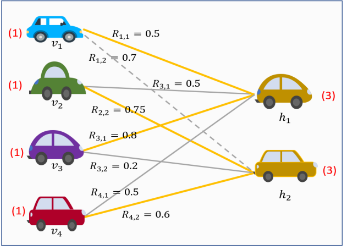 (1)
v₁
R₁,₁ = 0.5
R₁,₂ = 0.7
R₃,₁ = 0.5
(1)
v₂
R₂,₂ = 0.75
(3)
h₁
R₃,₁ = 0.8
(1)
v₃
R₃,₂ = 0.2
(3)
h₂
R₄,₁ = 0.5
(1)
v₄
R₄,₂ = 0.6